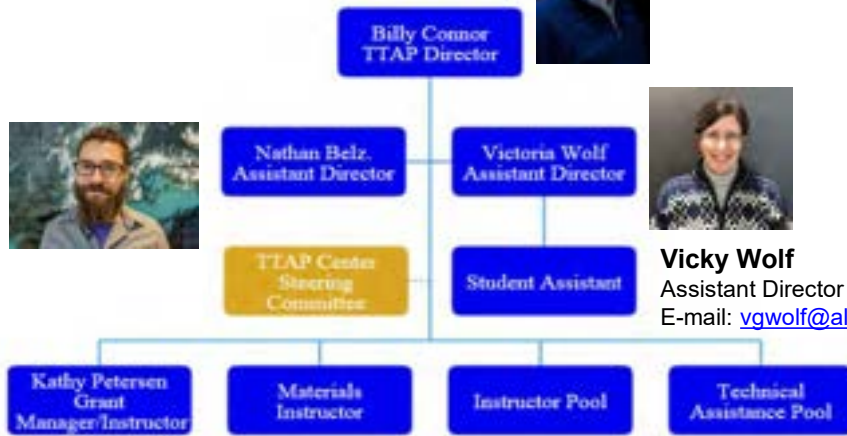 Billy Connor
TTAP Director
Nathan Belz.
Assistant Director
Victoria Wolf
Assistant Director
TTAP Center
Steering
Committee
Student Assistant
Vicky Wolf
Assistant Director
E-mail: vgwolf@al
Kathy Petersen
Grant
Manager/Instructor
Materials
Instructor
Instructor Pool
Technical
Assistance Pool